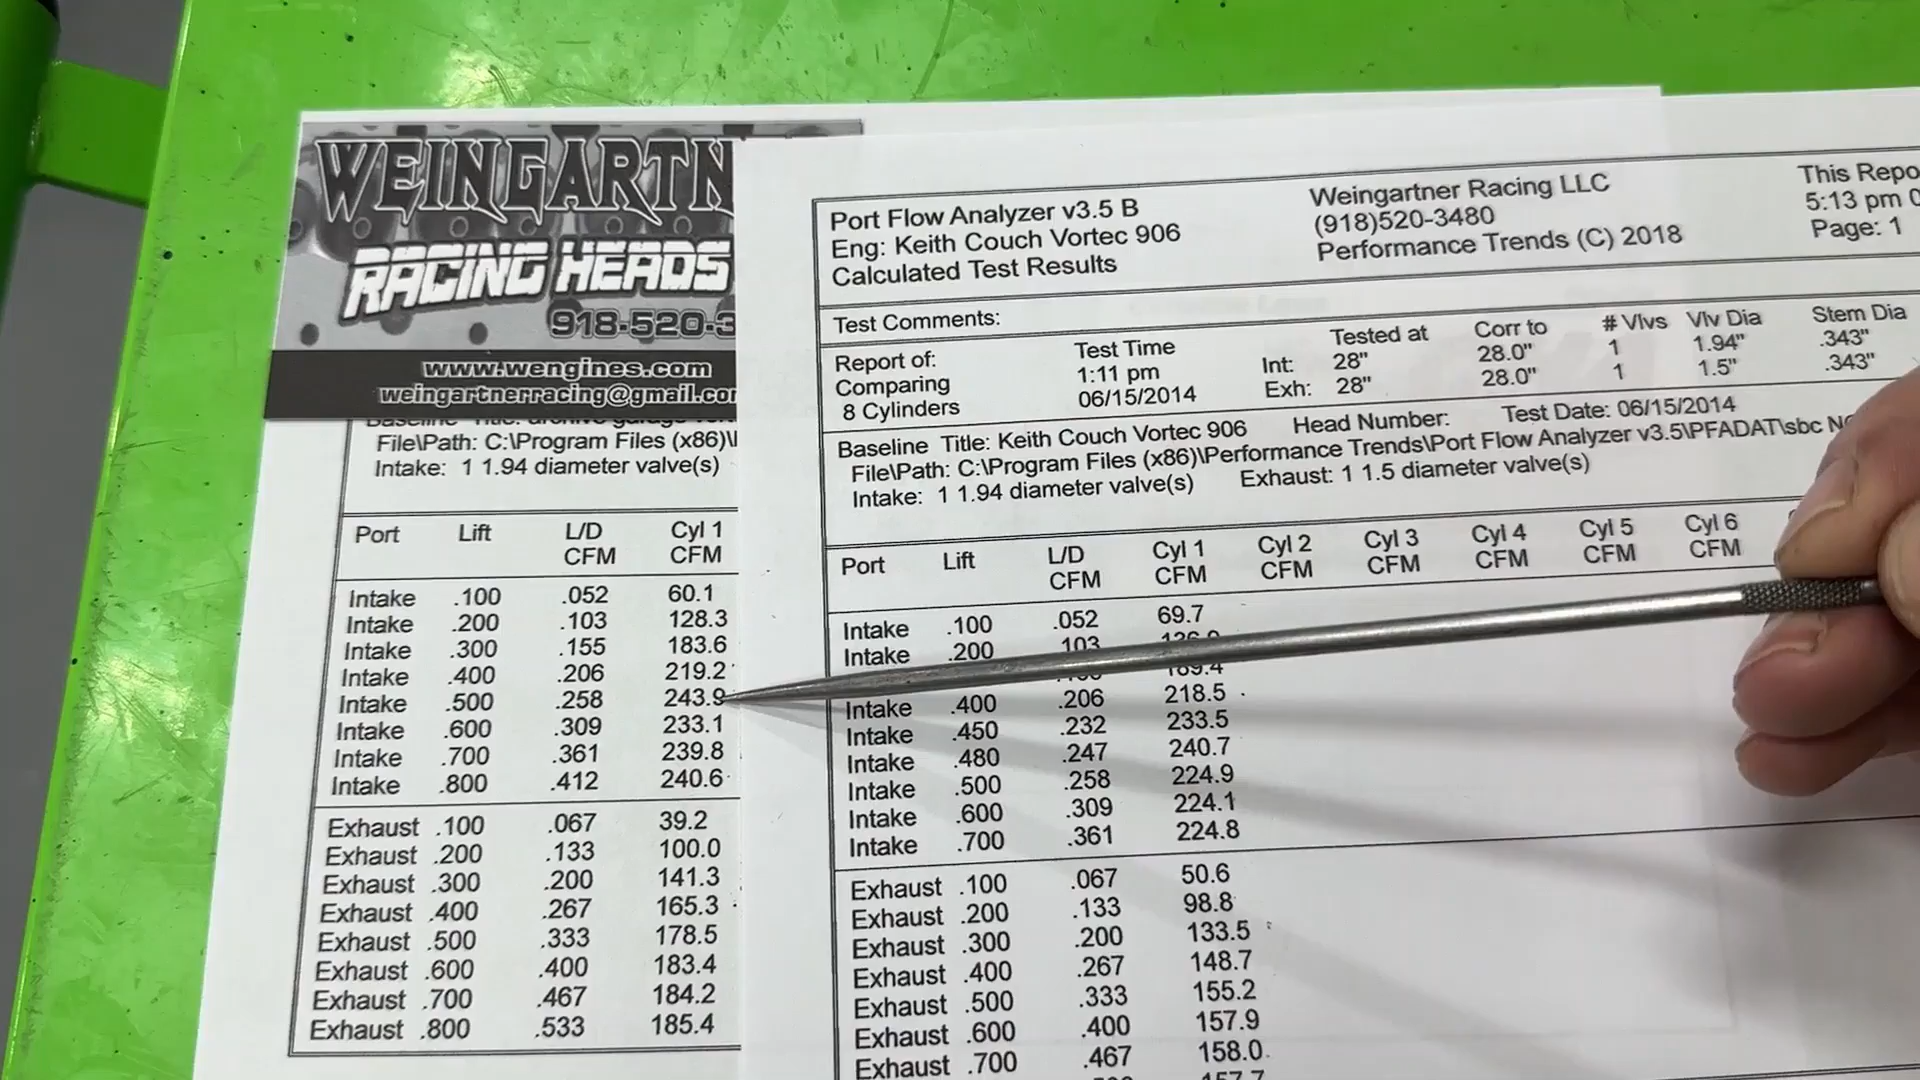 WEINGARTN
RACING HEADS
918-520-3
www.wengines.com
weingartnerracing@gmail.com
File\Path: C:\Program Files (x86)\
Intake: 1 1.94 diameter valve(s)
Port Lift L/D Cyl 1
CFM CFM
Intake .100 .052 60.1
Intake .200 .103 128.3
Intake .300 .155 183.6
Intake .400 .206 219.2
Intake .500 .258 243.9
Intake .600 .309 233.1
Intake .700 .361 239.8
Intake .800 .412 240.6
Exhaust .100 .067 39.2
Exhaust .200 .133 100.0
Exhaust .300 .200 141.3
Exhaust .400 .267 165.3
Exhaust .500 .333 178.5
Exhaust .600 .400 183.4
Exhaust .700 .467 184.2
Exhaust .800 .533 185.4
Port Flow Analyzer v3.5 B Weingartner Racing LLC This Repo
Eng: Keith Couch Vortec 906 (918)520-3480 5:13 pm 0
Calculated Test Results Performance Trends (C) 2018 Page: 1
Test Comments:
Report of: Test Time Tested at Corr to # Vlvs Vlv Dia Stem Dia
Comparing 1:11 pm Int: 28" 28.0" 1 1.94" .343"
8 Cylinders 06/15/2014 Exh: 28" 28.0" 1 1.5" .343"
Baseline Title: Keith Couch Vortec 906 Head Number: Test Date: 06/15/2014
File\Path: C:\Program Files (x86)\Performance Trends\Port Flow Analyzer v3.5\PFADAT\sbc
Intake: 1 1.94 diameter valve(s) Exhaust: 1 1.5 diameter valve(s)
Port Lift L/D Cyl 1 Cyl 2 Cyl 3 Cyl 4 Cyl 5 Cyl 6
CFM CFM CFM CFM CFM CFM CFM
Intake .100 .052 69.7
Intake .200 .103
Intake .400 .206 218.5
Intake .450 .232 233.5
Intake .480 .247 240.7
Intake .500 .258 224.9
Intake .600 .309 224.1
Intake .700 .361 224.8
Exhaust .100 .067 50.6
Exhaust .200 .133 98.8
Exhaust .300 .200 133.5
Exhaust .400 .267 148.7
Exhaust .500 .333 155.2
Exhaust .600 .400 157.9
Exhaust .700 .467 158.0